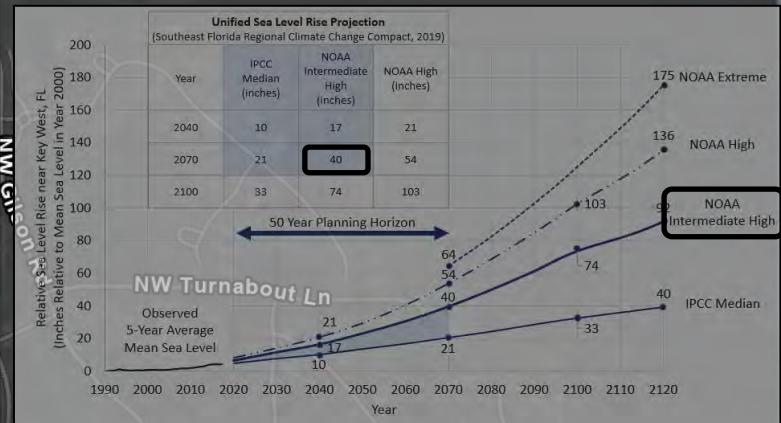 Unified Sea Level Rise Projection
(Southeast Florida Regional Climate Change Compact, 2019)
Year
IPCC
Median
(inches)
NOAA
Intermediate
High
(inches)
NOAA High
(inches)
2040 10 17 21
2070 21 40 54
2100 33 74 103
50 Year Planning Horizon
Relative Sea Level Rise near Key West, FL
(Inches Relative to Mean Sea Level in Year 2000)
200
180
160
140
120
100
80
60
40
20
0
NW Gilson Rd
NW Turnabout Ln
Observed
5-Year Average
Mean Sea Level
175 NOAA Extreme
136
NOAA High
103
92
NOAA
Intermediate High
74
64
54
40
40
IPCC Median
33
21
17
10
21
1990 2000 2010 2020 2030 2040 2050 2060 2070 2080 2090 2100 2110 2120
Year